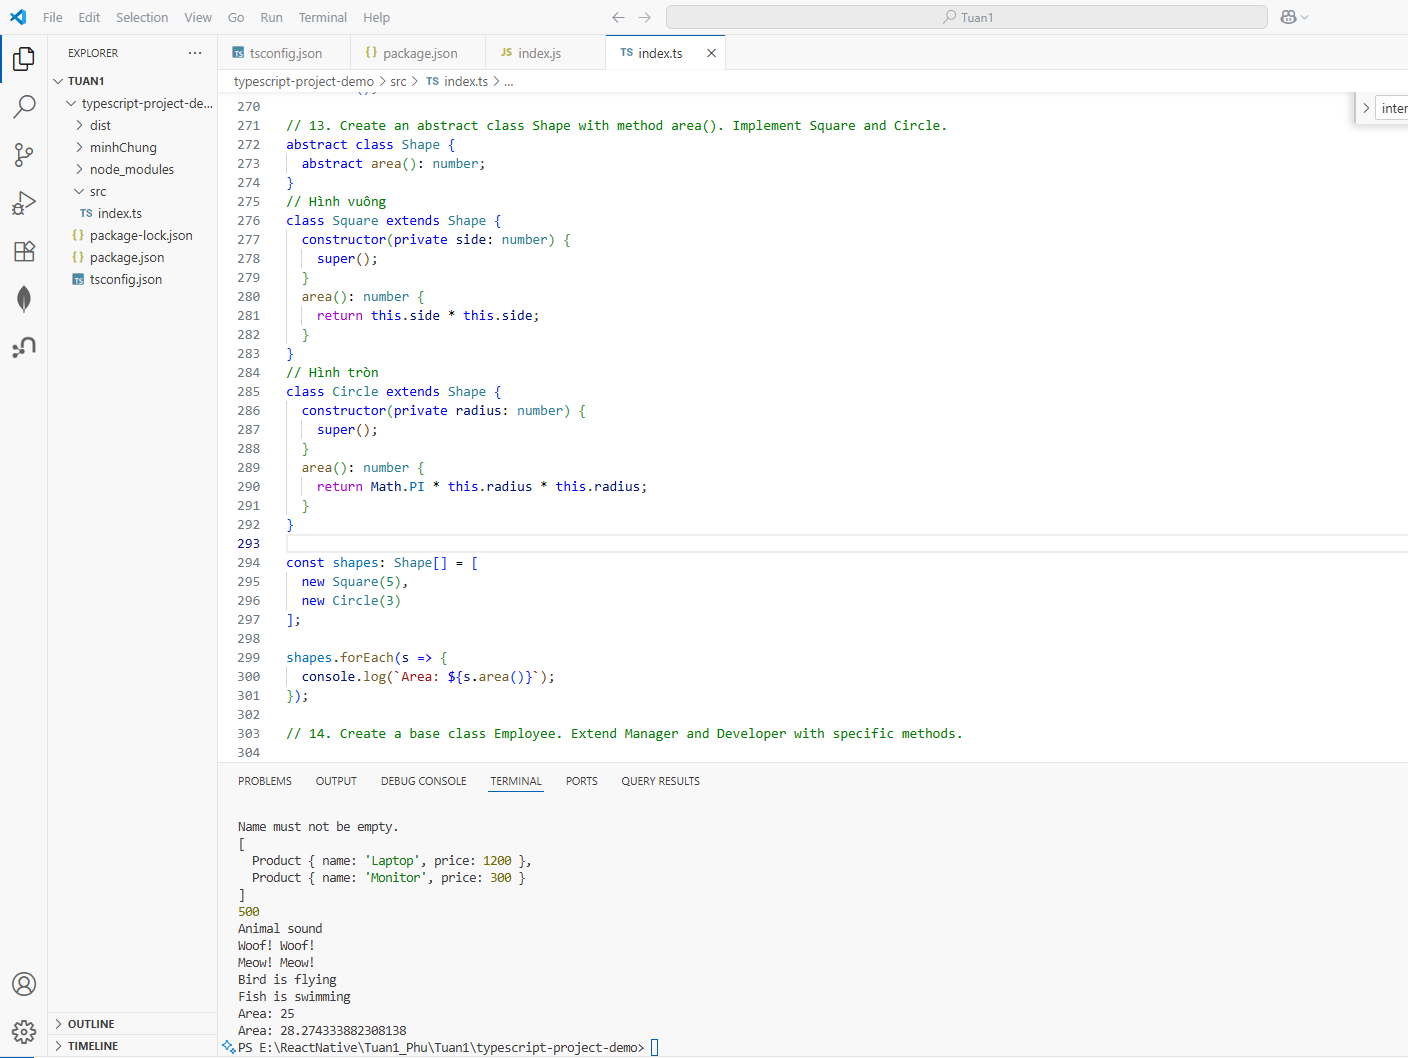 File Edit Selection View Go Run Terminal Help
Tuan1
EXPLORER
TUAN1
typescript-project-de...
dist
minhChung
node_modules
src
TS index.ts
{} package-lock.json
{} package.json
TS tsconfig.json
OUTLINE
TIMELINE
TS tsconfig.json
{} package.json
JS index.js
TS index.ts
typescript-project-demo > src > TS index.ts > ...
inter
270
271 // 13. Create an abstract class Shape with method area(). Implement Square and Circle.
272 abstract class Shape {
273 abstract area(): number;
274 }
275 // Hình vuông
276 class Square extends Shape {
277 constructor(private side: number) {
278 super();
279 }
280 area(): number {
281 return this.side * this.side;
282 }
283 }
284 // Hình tròn
285 class Circle extends Shape {
286 constructor(private radius: number) {
287 super();
288 }
289 area(): number {
290 return Math.PI * this.radius * this.radius;
291 }
292 }
293
294 const shapes: Shape[] = [
295 new Square(5),
296 new Circle(3)
297 ];
298
299 shapes.forEach(s => {
300 console.log(`Area: ${s.area()}`);
301 });
302
303 // 14. Create a base class Employee. Extend Manager and Developer with specific methods.
304
PROBLEMS OUTPUT DEBUG CONSOLE TERMINAL PORTS QUERY RESULTS
Name must not be empty.
[
Product { name: 'Laptop', price: 1200 },
Product { name: 'Monitor', price: 300 }
]
500
Animal sound
Woof! Woof!
Meow! Meow!
Bird is flying
Fish is swimming
Area: 25
Area: 28.274333882308138
PS E:\ReactNative\Tuan1_Phu\Tuan1\typescript-project-demo>